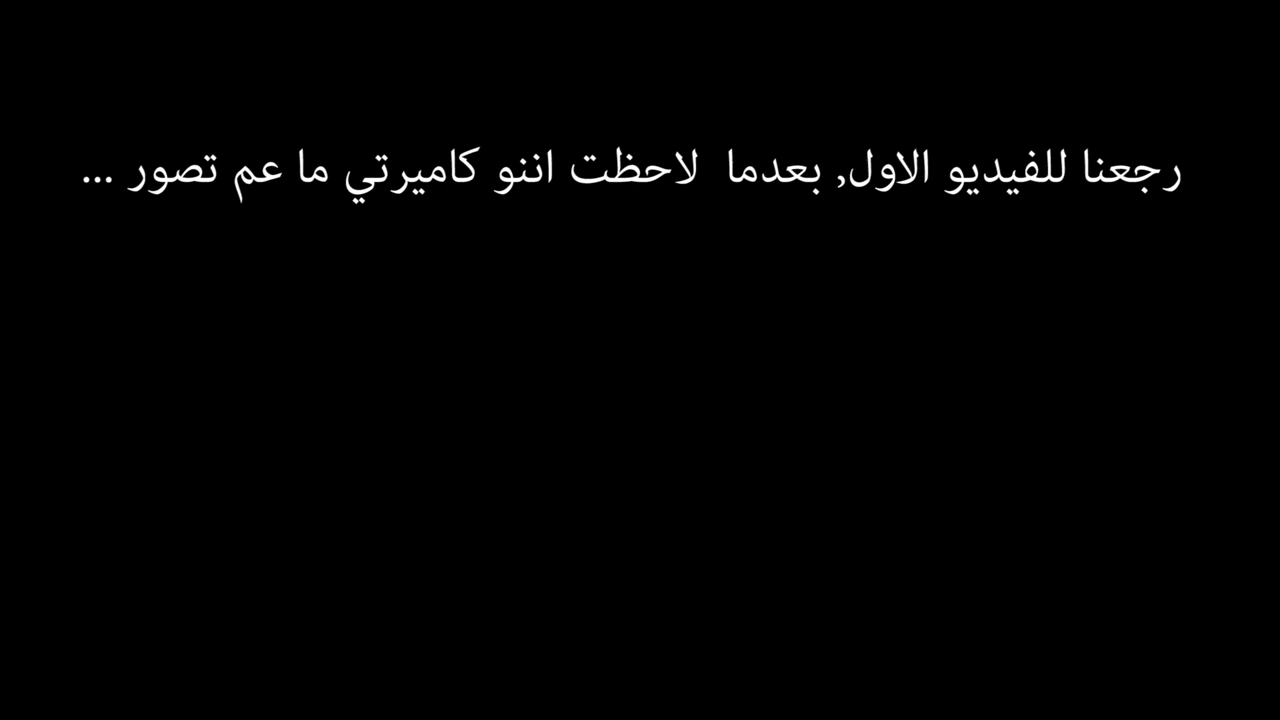 رجعنا للفيديو الاول, بعدما  لاحظت اننو كاميرتي ما عم تصور ...